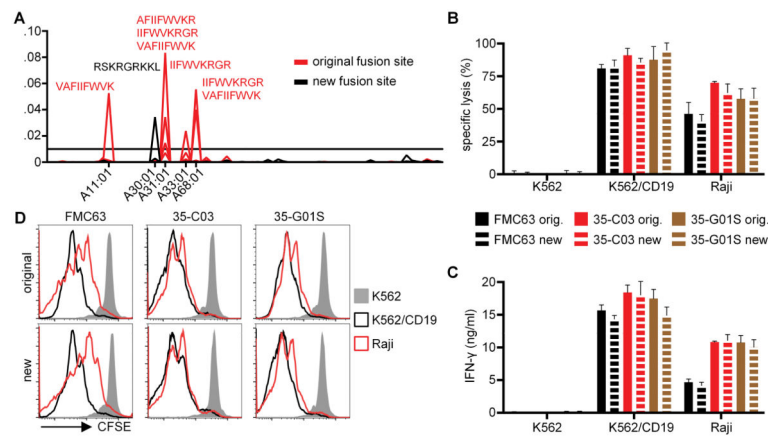 A
AFIIFWVKR
IIFWVKRGR
VAFIIFWVK
RSKRGRKKL
IIFWVKRGR
VAFIIFWVK
IIFWVKRGR
VAFIIFWVK
original fusion site
new fusion site
.10
.08
.06
.04
.02
0
A11:01
A30:01
A31:01
A33:01
A68:01
B
specific lysis (%)
100
75
50
25
0
K562
K562/CD19
Raji
FMC63 orig.
35-C03 orig.
35-G01S orig.
FMC63 new
35-C03 new
35-G01S new
C
IFN-γ (ng/ml)
20
15
10
5
0
K562
K562/CD19
Raji
D
FMC63
35-C03
35-G01S
original
new
K562
K562/CD19
Raji
CFSE